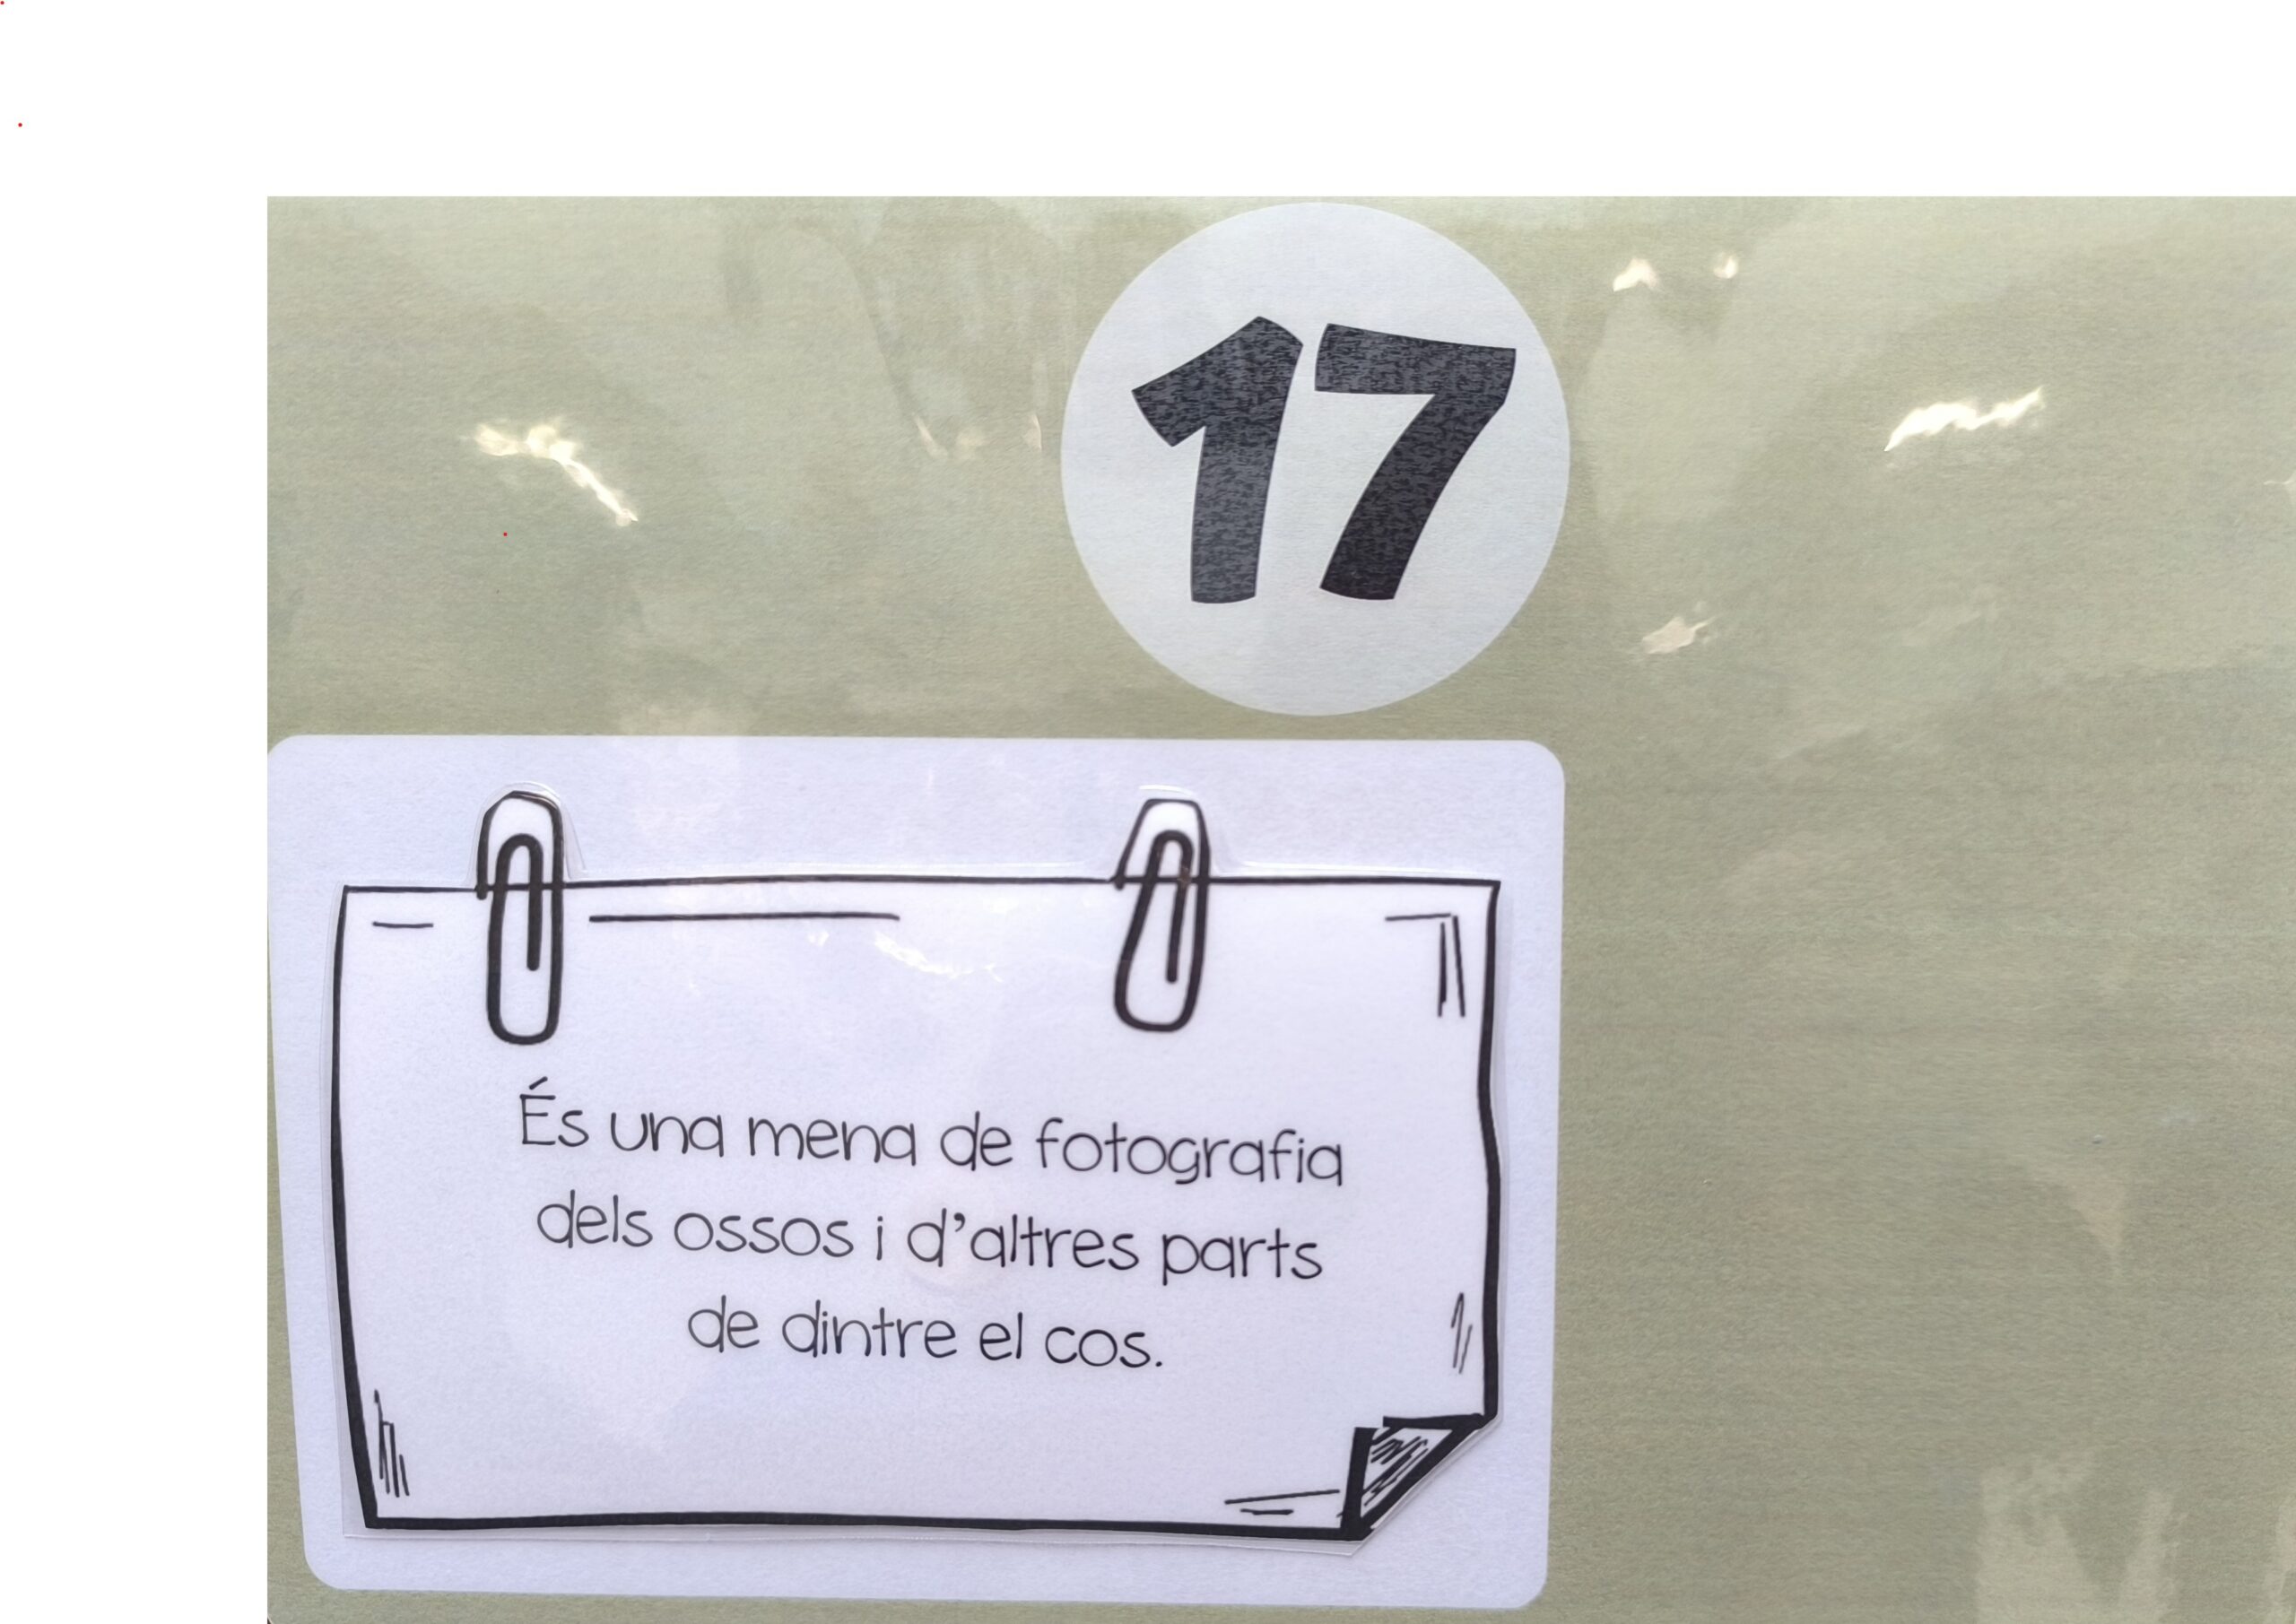 17
És una mena de fotografia
dels ossos i d'altres parts
de dintre el cos.